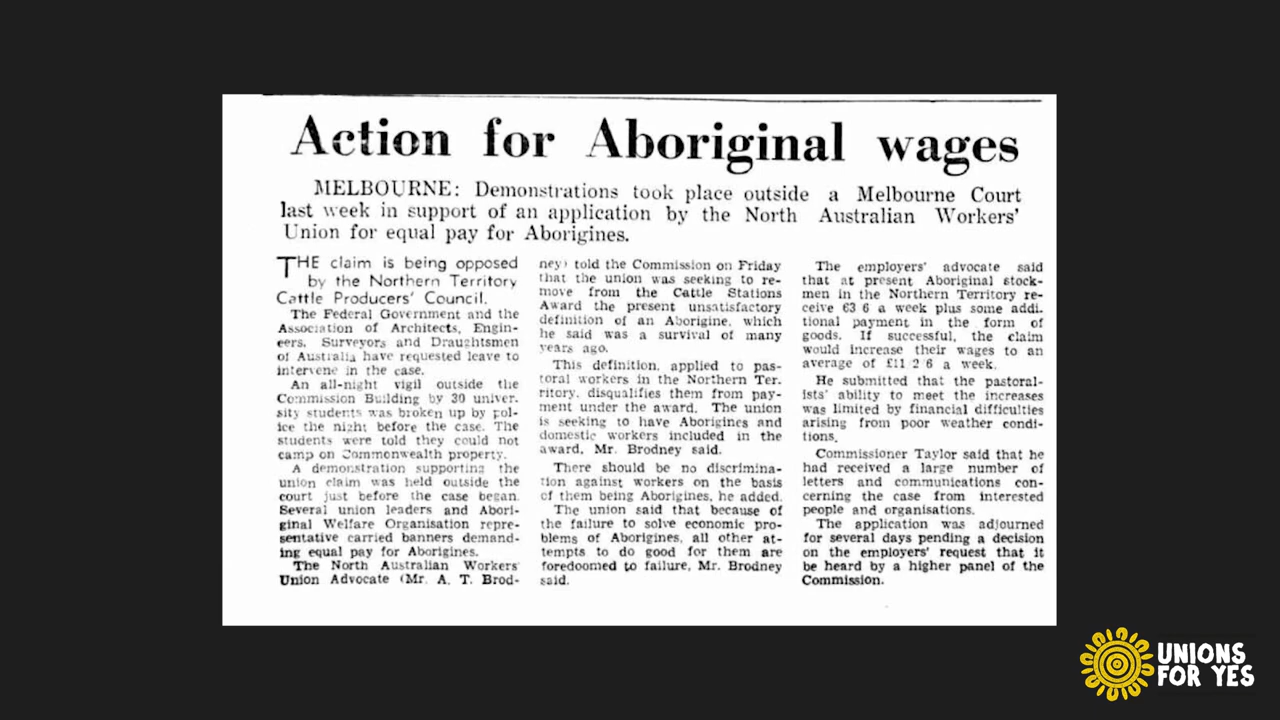 Action for Aboriginal wages
MELBOURNE: Demonstrations took place outside a Melbourne Court
last week in support of an application by the North Australian Workers'
Union for equal pay for Aborigines.
THE claim is being opposed
by the Northern Territory
Cattle Producers' Council.
The Federal Government and the
Association of Architects, Engin-
eers, Surveyors and Draughtsmen
of Australia have requested leave to
intervene in the case.
An all-night vigil outside the
Commission Building by 30 univer-
sity students was broken up by pol-
ice the night before the case. The
students were told they could not
camp on Commonwealth property.
A demonstration supporting the
union claim was held outside the
court just before the case began.
Several union leaders and Abori-
ginal Welfare Organisation repre-
sentative carried banners demand-
ing equal pay for Aborigines.
The North Australian Workers'
Union Advocate (Mr. A. T. Brod-
ney) told the Commission on Friday
that the union was seeking to re-
move from the Cattle Stations
Award the present unsatisfactory
definition of an Aborigine, which
he said was a survival of many
years ago.
This definition, applied to pas-
toral workers in the Northern Ter-
ritory, disqualifies them from pay-
ment under the award. The union
is seeking to have Aborigines and
domestic workers included in the
award, Mr. Brodney said.
There should be no discrimina-
tion against workers on the basis
of them being Aborigines, he added.
The union said that because of
the failure to solve economic pro-
blems of Aborigines, all other at-
tempts to do good for them are
foredoomed to failure, Mr. Brodney
said.
The employers' advocate said
that at present Aboriginal stock-
men in the Northern Territory re-
ceive 63 6 a week plus some addi-
tional payment in the form of
goods. If successful, the claim
would increase their wages to an
average of £11 2 6 a week.
He submitted that the pastoral-
ists' ability to meet the increases
was limited by financial difficulties
arising from poor weather condi-
tions.
Commissioner Taylor said that he
had received a large number of
letters and communications con-
cerning the case from interested
people and organisations.
The application was adjourned
for several days pending a decision
on the employers' request that it
be heard by a higher panel of the
Commission.
UNIONS
FOR YES